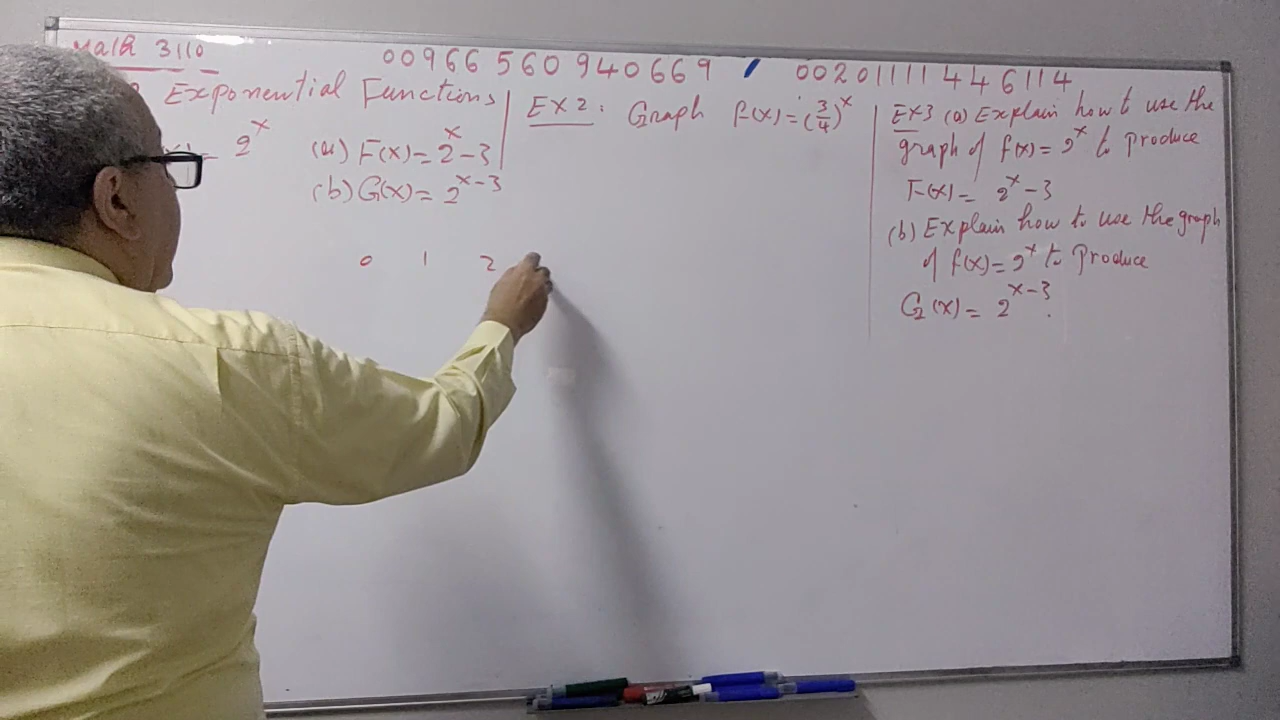 Math 3110
00966 560 940669 / 00201111 446114
Exponential Functions
= 2^x
(a) F(x) = 2^x - 3
(b) G(x) = 2^{x-3}
0 1 2
EX 2 : Graph f(x) = (3/4)^x
EX3 (a) Explain how to use the
graph of f(x) = 2^x to Produce
F(x) = 2^x - 3
(b) Explain how to use the graph
of f(x) = 2^x to Produce
G(x) = 2^{x-3}.